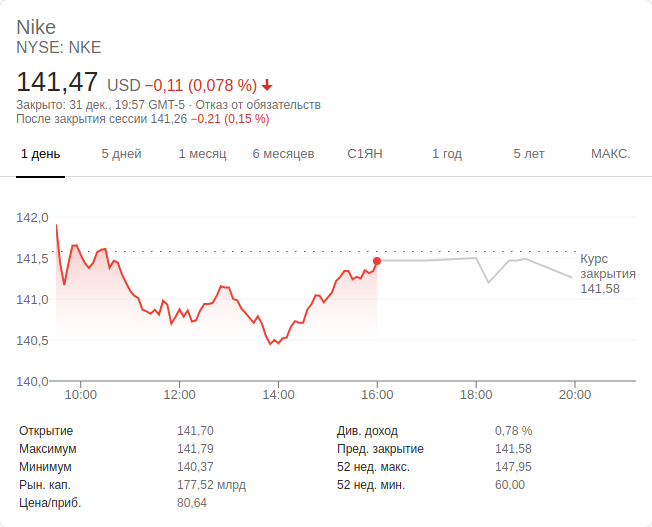 Nike
NYSE: NKE
141,47 USD −0,11 (0,078 %)
Закрыто: 31 дек., 19:57 GMT-5 · Отказ от обязательств
После закрытия сессии 141,26 −0,21 (0,15 %)
1 день 5 дней 1 месяц 6 месяцев С1ЯН 1 год 5 лет МАКС.
142,0
141,5
141,0
140,5
140,0
Курс
закрытия
141,58
10:00 12:00 14:00 16:00 18:00 20:00
Открытие 141,70 Див. доход 0,78 %
Максимум 141,79 Пред. закрытие 141,58
Минимум 140,37 52 нед. макс. 147,95
Рын. кап. 177,52 млрд 52 нед. мин. 60,00
Цена/приб. 80,64